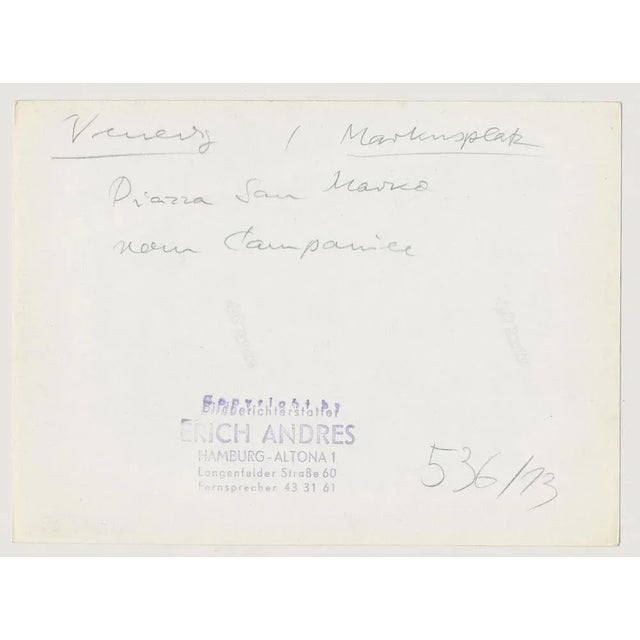 Venedig / Markusplatz
Piazza San Marko
vom Campanile
Copyright by
Bildberichterstatter
ERICH ANDRES
HAMBURG-ALTONA 1
Langenfelder Straße 60
Fernsprecher 43 31 61
536/13